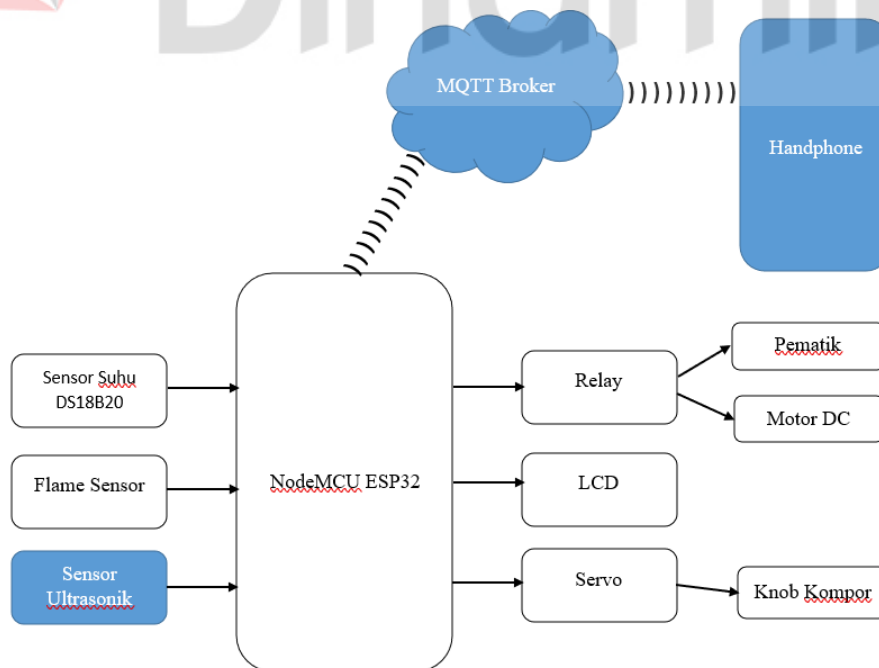 MQTT Broker
Handphone
Sensor Suhu
DS18B20
Flame Sensor
Sensor
Ultrasonik
NodeMCU ESP32
Relay
LCD
Servo
Pematik
Motor DC
Knob Kompor